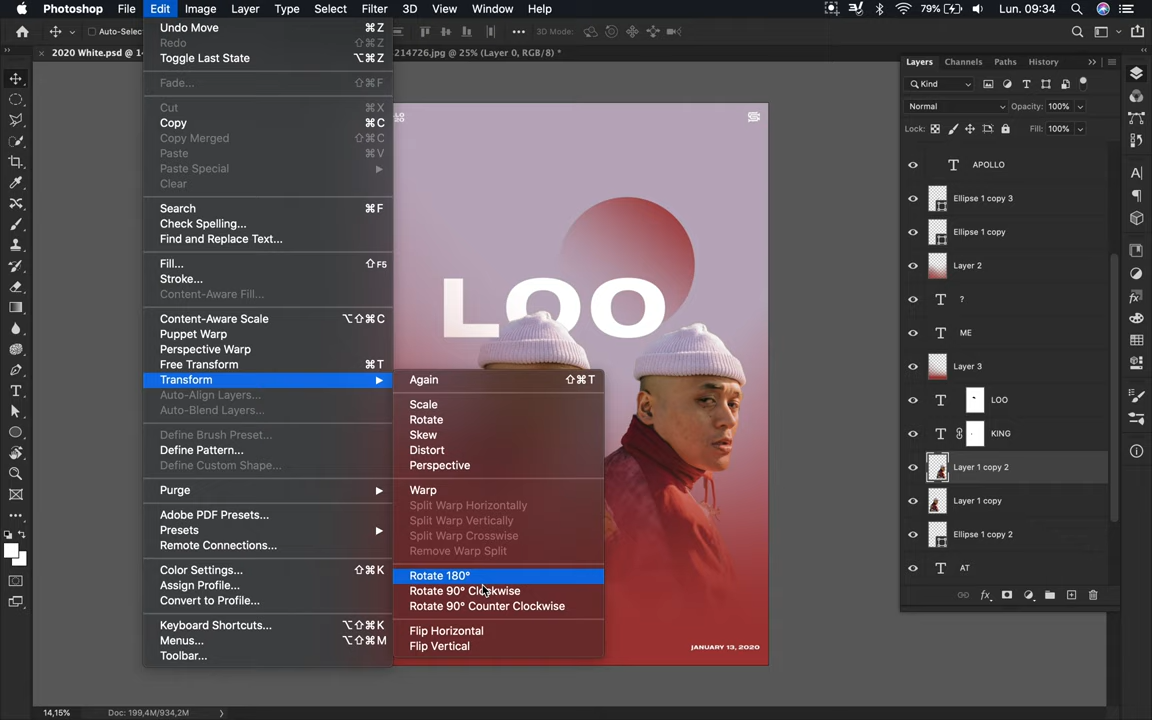 Photoshop File Edit Image Layer Type Select Filter 3D View Window Help 79% Lun. 09:34
Auto-Selec 3D Mode:
2020 White.psd @ 14 214726.jpg @ 25% (Layer 0, RGB/8) *
Undo Move ⌘Z
Redo ⇧⌘Z
Toggle Last State ⌥⌘Z
Fade... ⇧⌘F
Cut ⌘X
Copy ⌘C
Copy Merged ⇧⌘C
Paste ⌘V
Paste Special
Clear
Search ⌘F
Check Spelling...
Find and Replace Text...
Fill... ⇧F5
Stroke...
Content-Aware Fill...
Content-Aware Scale ⌥⇧⌘C
Puppet Warp
Perspective Warp
Free Transform ⌘T
Transform
Auto-Align Layers...
Auto-Blend Layers...
Define Brush Preset...
Define Pattern...
Define Custom Shape...
Purge
Adobe PDF Presets...
Presets
Remote Connections...
Color Settings... ⇧⌘K
Assign Profile...
Convert to Profile...
Keyboard Shortcuts... ⌥⇧⌘K
Menus... ⌥⇧⌘M
Toolbar...
Again ⇧⌘T
Scale
Rotate
Skew
Distort
Perspective
Warp
Split Warp Horizontally
Split Warp Vertically
Split Warp Crosswise
Remove Warp Split
Rotate 180°
Rotate 90° Clockwise
Rotate 90° Counter Clockwise
Flip Horizontal
Flip Vertical
LOO
JANUARY 13, 2020
Layers Channels Paths History
Kind
Normal Opacity: 100%
Lock: Fill: 100%
APOLLO
Ellipse 1 copy 3
Ellipse 1 copy
Layer 2
?
ME
Layer 3
LOO
KING
Layer 1 copy 2
Layer 1 copy
Ellipse 1 copy 2
AT
14,15% Doc: 199,4M/934,2M